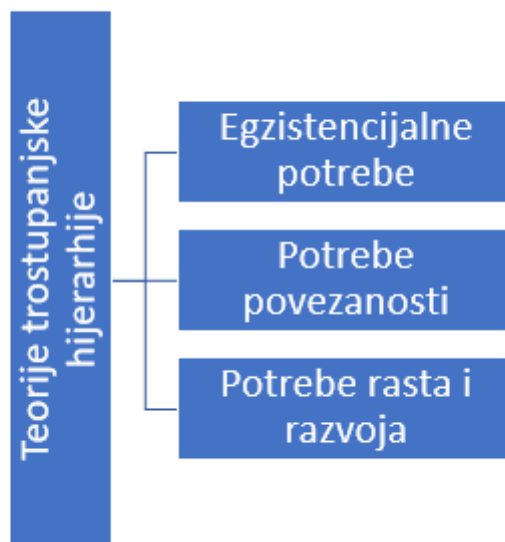 Teorije trostupanjske
hijerarhije
Egzistencijalne
potrebe
Potrebe
povezanosti
Potrebe rasta i
razvoja